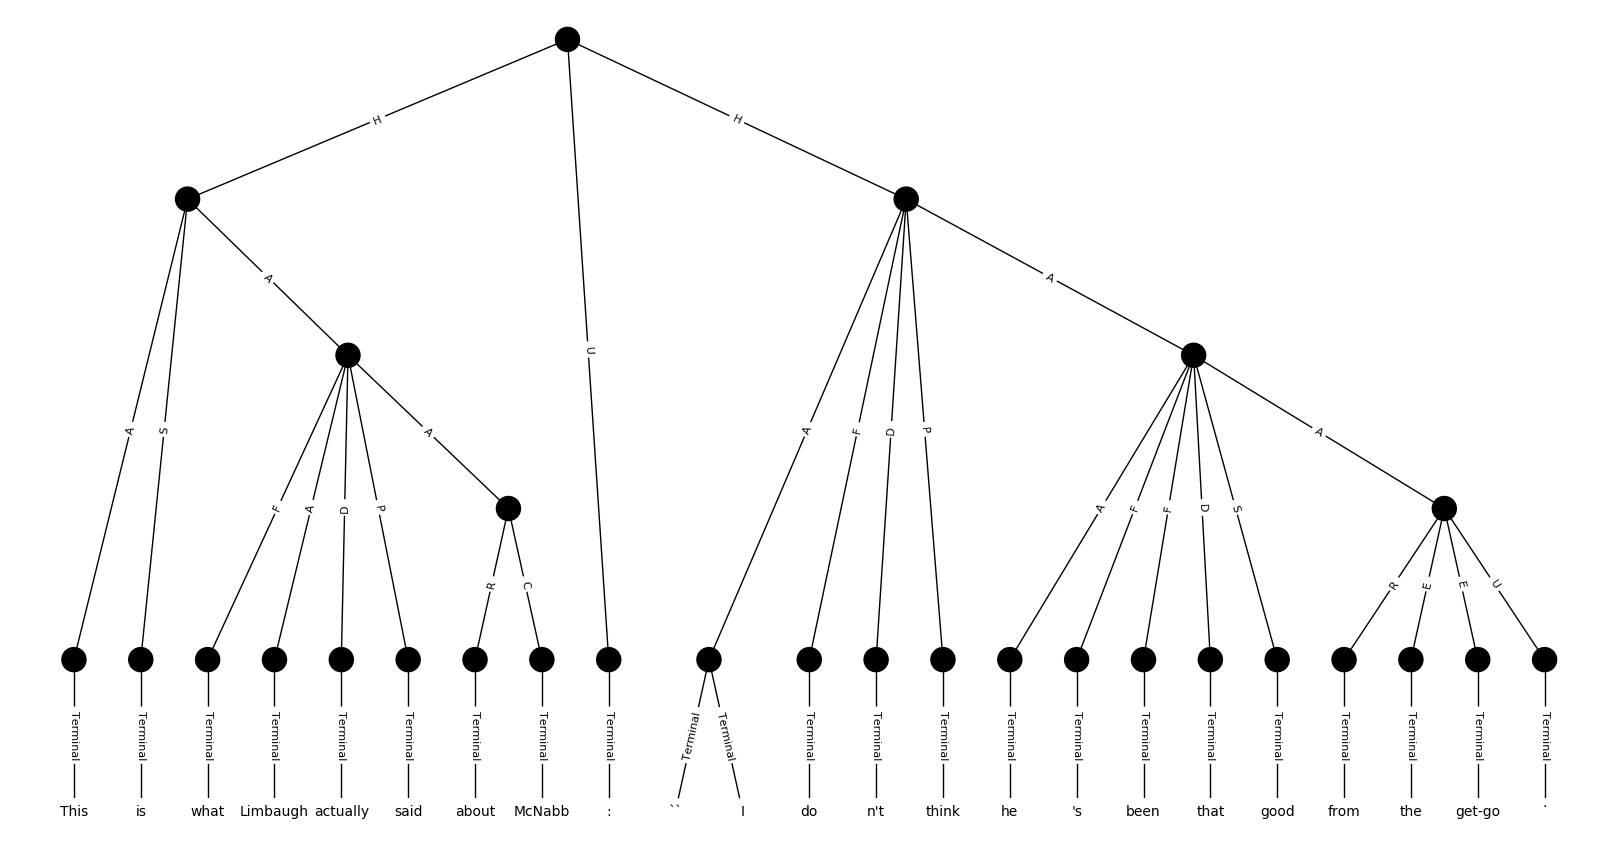 H H
A A
U
A S A F D P A
F A D P A F F D S
R C R E E U
Terminal Terminal Terminal Terminal Terminal Terminal Terminal Terminal Terminal Terminal Terminal Terminal Terminal Terminal Terminal Terminal Terminal Terminal Terminal Terminal Terminal Terminal Terminal
This is what Limbaugh actually said about McNabb : `` I do n't think he 's been that good from the get-go .